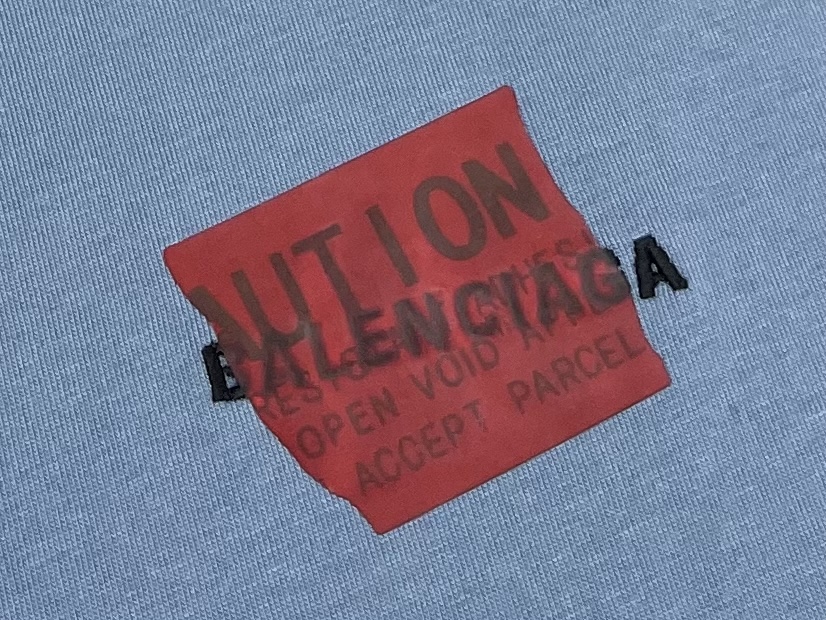 AUTION
BALENCIAGA
OPEN VOID
ACCEPT PARCEL